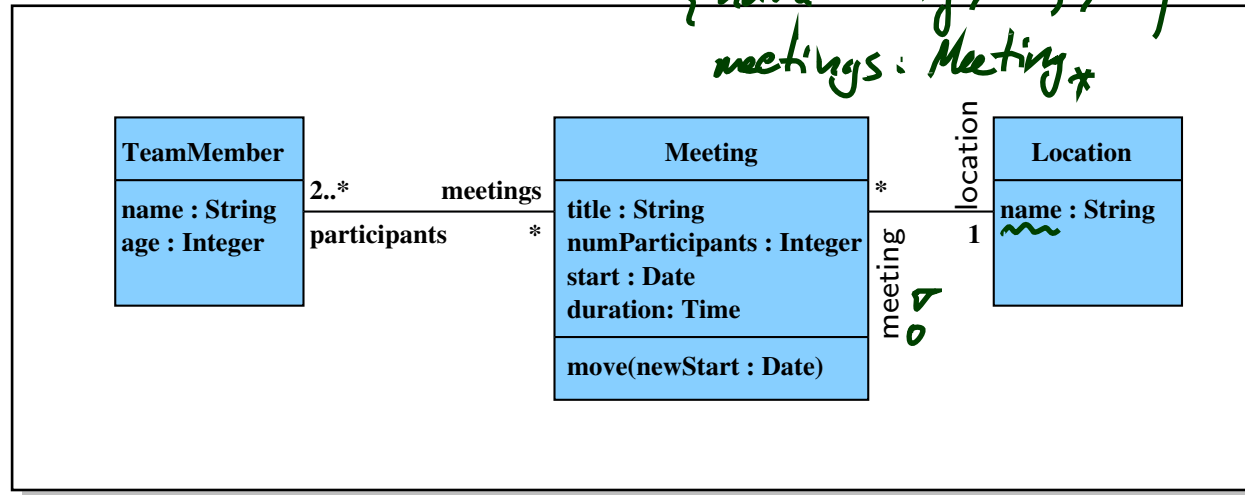 meetings : Meeting*
TeamMember
name : String
age : Integer
2..*
participants
meetings
*
Meeting
title : String
numParticipants : Integer
start : Date
duration: Time
move(newStart : Date)
*
meeting
location
1
Location
name : String